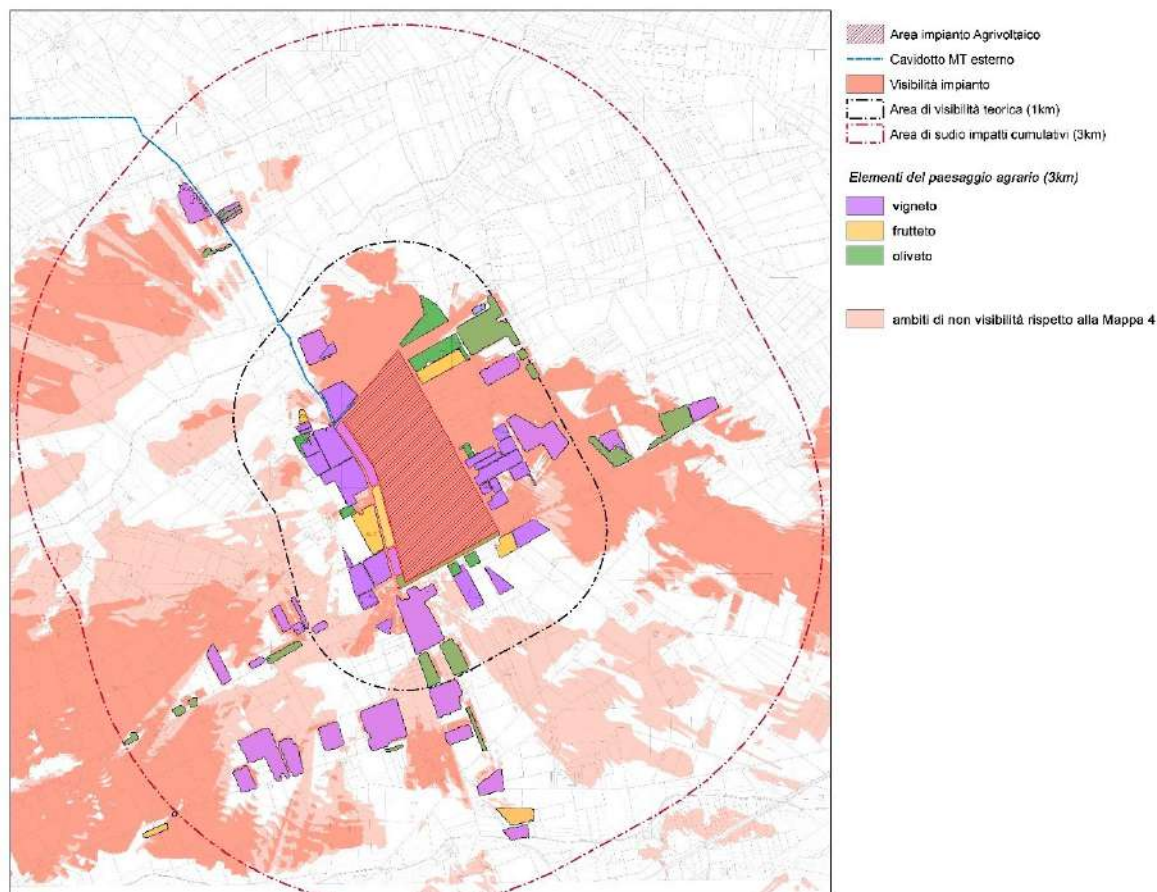 Area impianto Agrivoltaico
Cavidotto MT esterno
Visibilità impianto
Area di visibilità teorica (1km)
Area di sudio impatti cumulativi (3km)
Elementi del paesaggio agrario (3km)
vigneto
frutteto
oliveto
ambiti di non visibilità rispetto alla Mappa 4